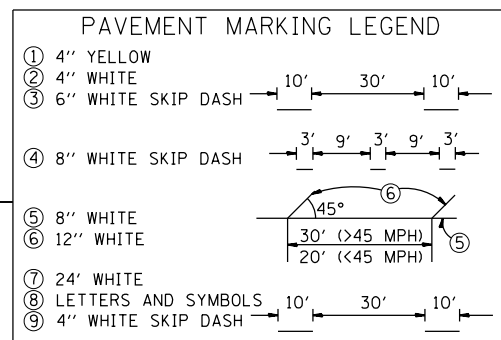 PAVEMENT MARKING LEGEND
① 4'' YELLOW
② 4'' WHITE
10' 30' 10'
③ 6'' WHITE SKIP DASH
3' 9' 3' 9' 3'
④ 8'' WHITE SKIP DASH
⑥
45°
⑤ 8'' WHITE
⑥ 12'' WHITE
30' (>45 MPH)
⑤
20' (<45 MPH)
⑦ 24' WHITE
⑧ LETTERS AND SYMBOLS
10' 30' 10'
⑨ 4'' WHITE SKIP DASH